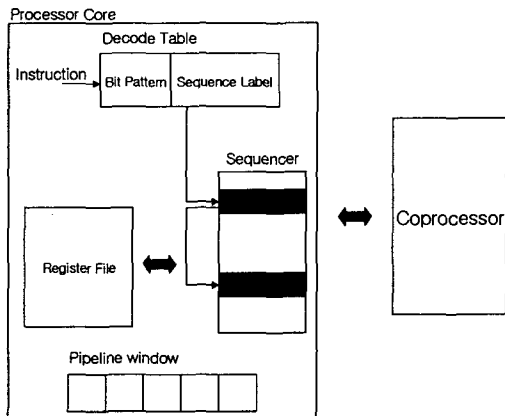 Processor Core
Decode Table
Instruction
Bit Pattern
Sequence Label
Sequencer
Coprocessor
Register File
Pipeline window